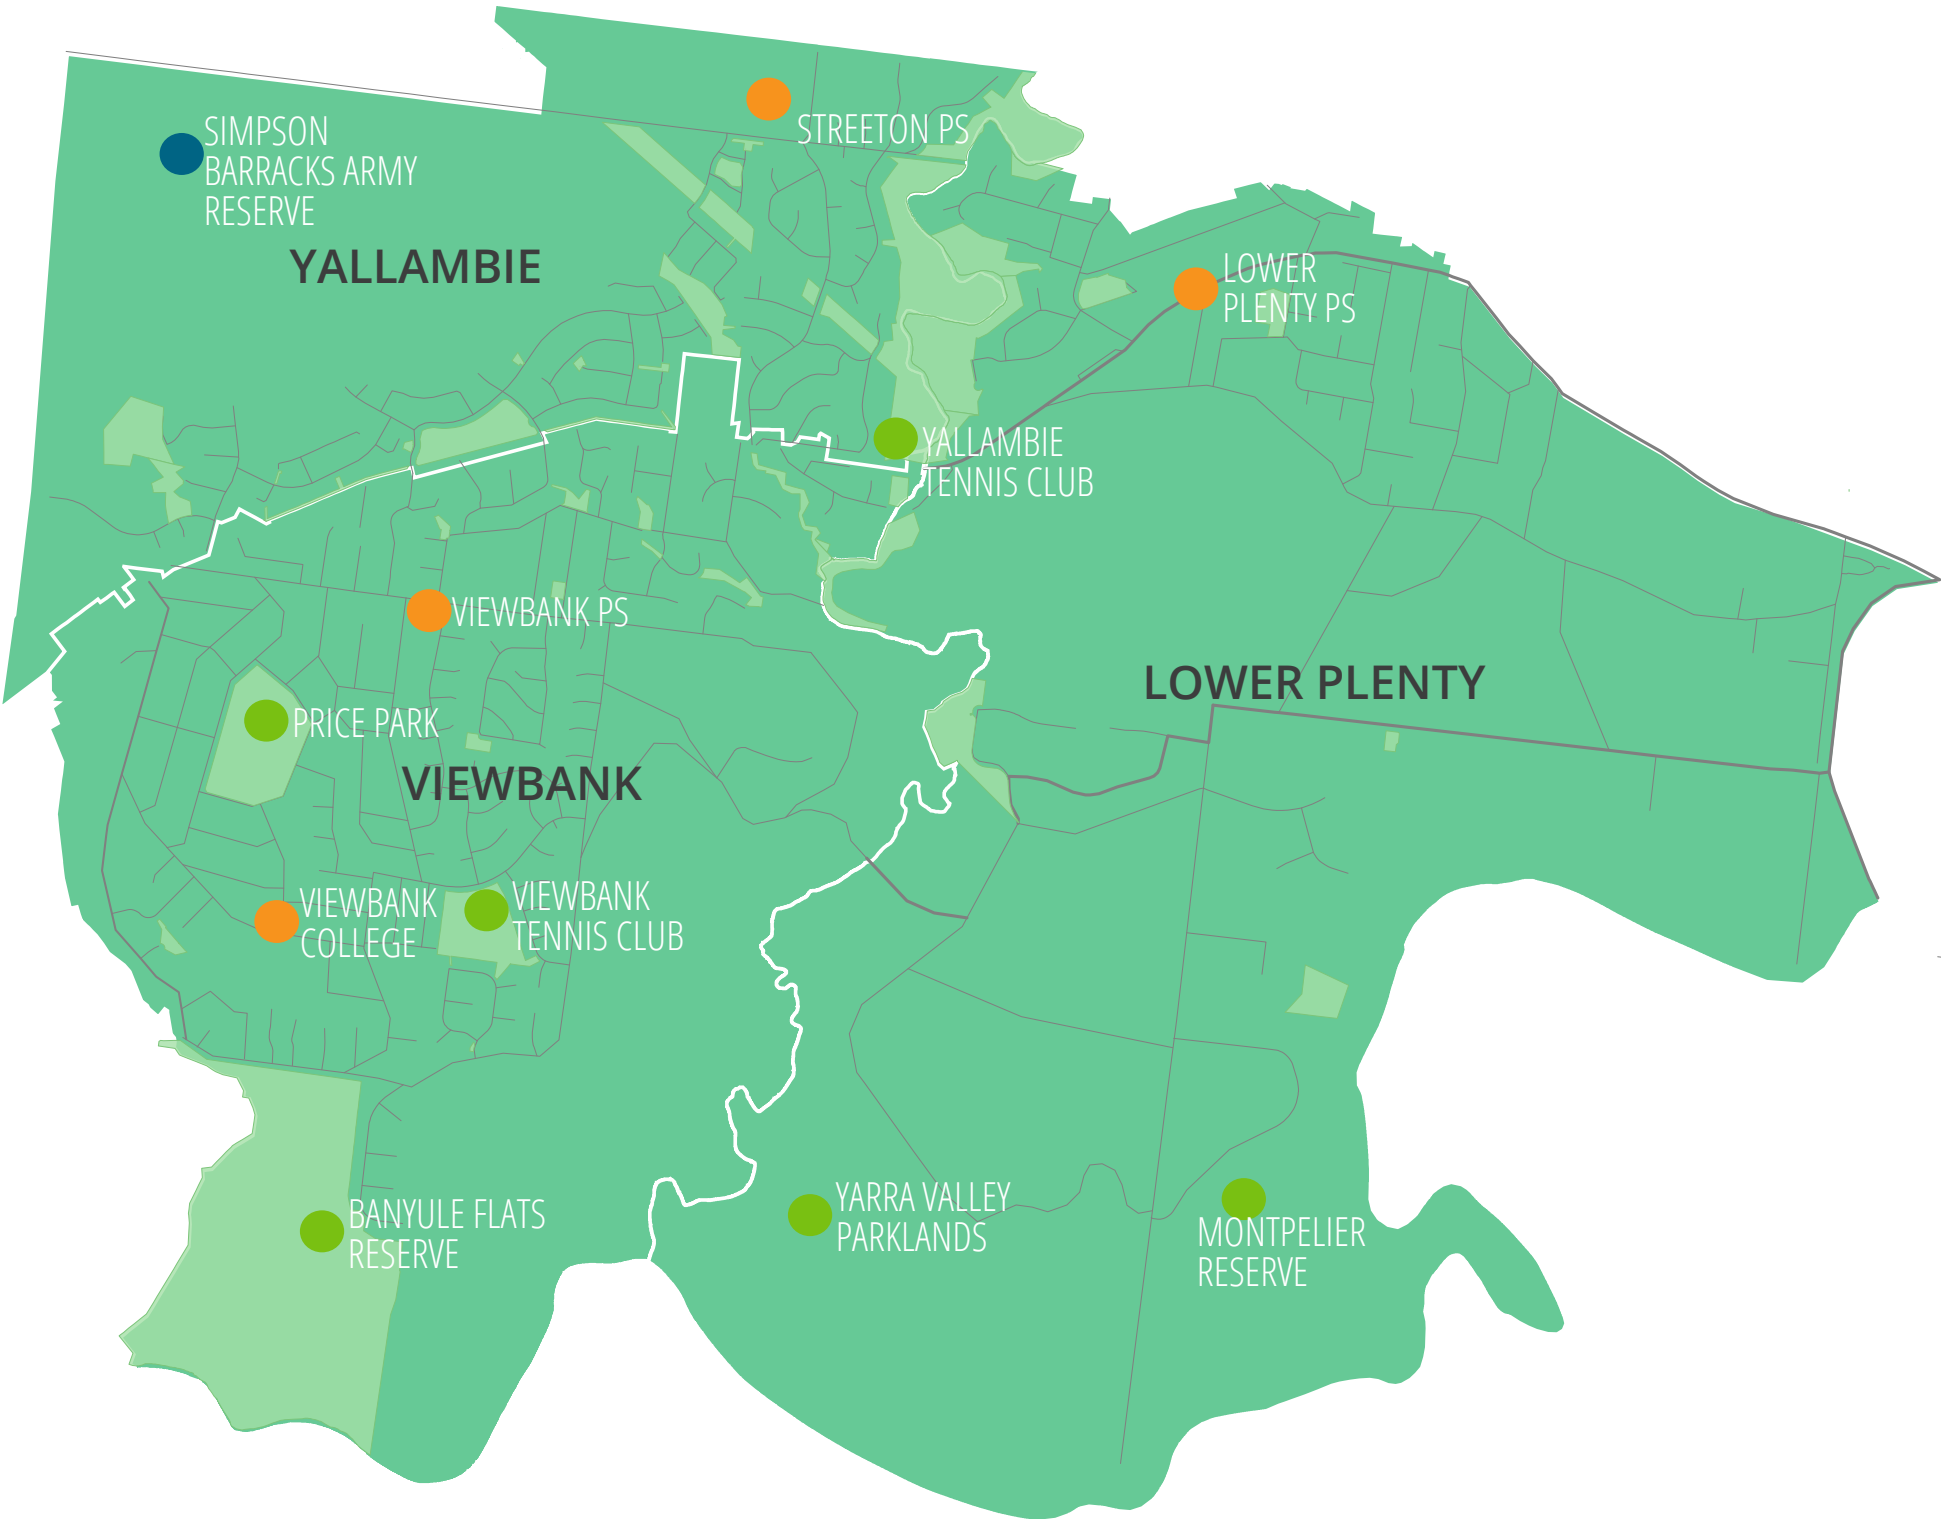 STREETON PS
SIMPSON
BARRACKS ARMY
RESERVE
YALLAMBIE
LOWER
PLENTY PS
YALLAMBIE
TENNIS CLUB
VIEWBANK PS
LOWER PLENTY
PRICE PARK
VIEWBANK
VIEWBANK
COLLEGE
VIEWBANK
TENNIS CLUB
BANYULE FLATS
RESERVE
YARRA VALLEY
PARKLANDS
MONTPELIER
RESERVE